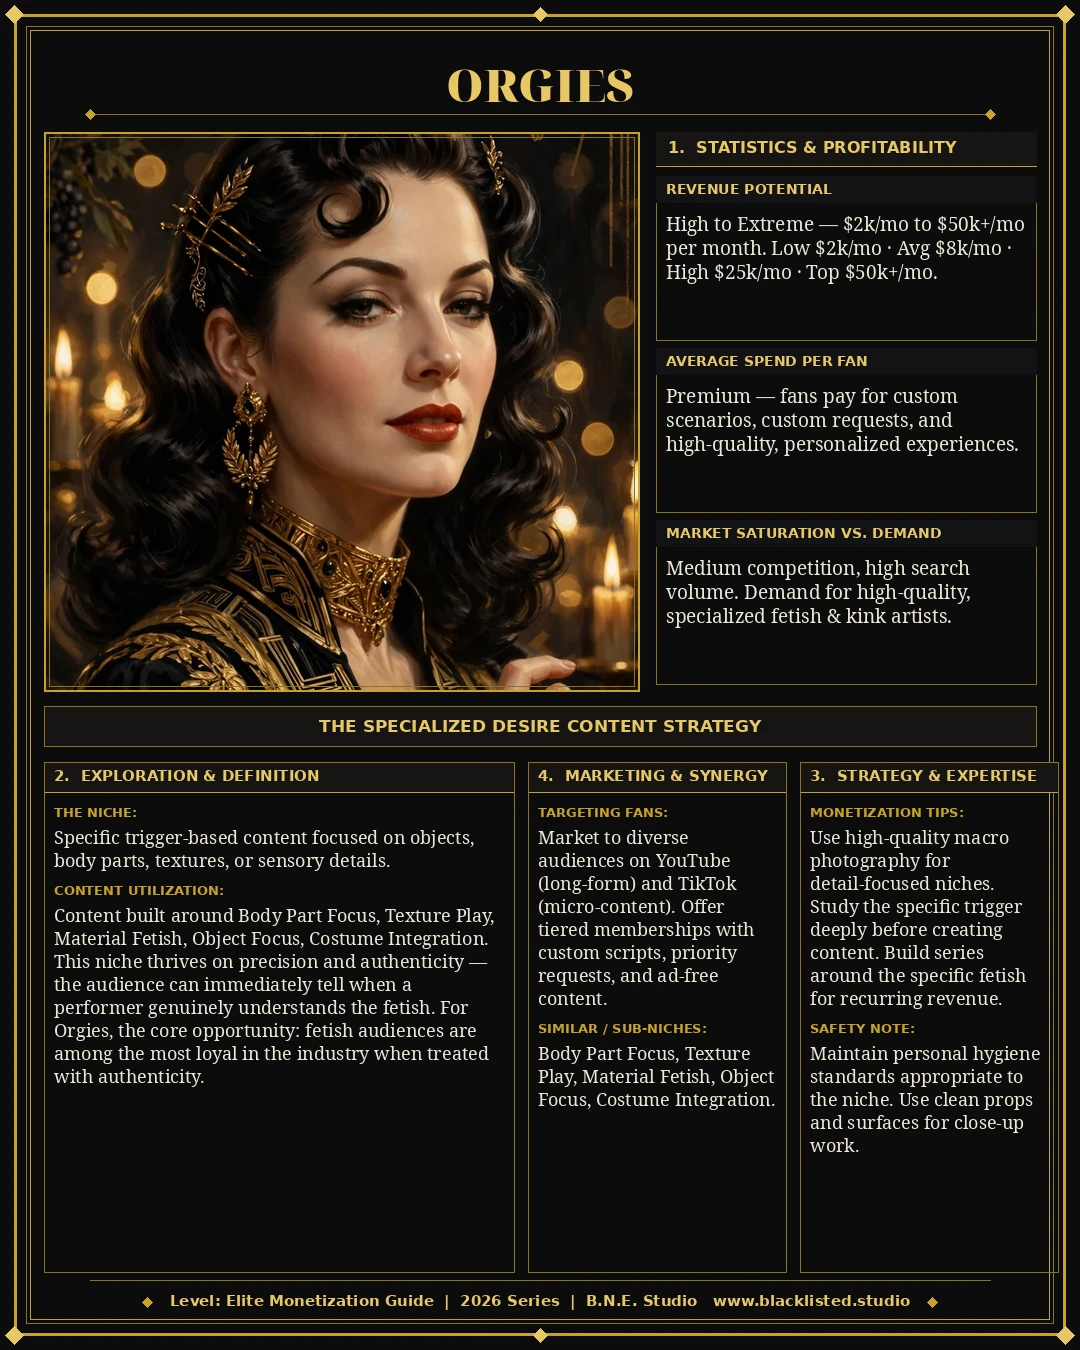 ORGIES
1. STATISTICS & PROFITABILITY
REVENUE POTENTIAL
High to Extreme — $2k/mo to $50k+/mo
per month. Low $2k/mo · Avg $8k/mo ·
High $25k/mo · Top $50k+/mo.
AVERAGE SPEND PER FAN
Premium — fans pay for custom
scenarios, custom requests, and
high-quality, personalized experiences.
MARKET SATURATION VS. DEMAND
Medium competition, high search
volume. Demand for high-quality,
specialized fetish & kink artists.
THE SPECIALIZED DESIRE CONTENT STRATEGY
2. EXPLORATION & DEFINITION
THE NICHE:
Specific trigger-based content focused on objects,
body parts, textures, or sensory details.
CONTENT UTILIZATION:
Content built around Body Part Focus, Texture Play,
Material Fetish, Object Focus, Costume Integration.
This niche thrives on precision and authenticity —
the audience can immediately tell when a
performer genuinely understands the fetish. For
Orgies, the core opportunity: fetish audiences are
among the most loyal in the industry when treated
with authenticity.
4. MARKETING & SYNERGY
TARGETING FANS:
Market to diverse
audiences on YouTube
(long-form) and TikTok
(micro-content). Offer
tiered memberships with
custom scripts, priority
requests, and ad-free
content.
SIMILAR / SUB-NICHES:
Body Part Focus, Texture
Play, Material Fetish, Object
Focus, Costume Integration.
3. STRATEGY & EXPERTISE
MONETIZATION TIPS:
Use high-quality macro
photography for
detail-focused niches.
Study the specific trigger
deeply before creating
content. Build series
around the specific fetish
for recurring revenue.
SAFETY NOTE:
Maintain personal hygiene
standards appropriate to
the niche. Use clean props
and surfaces for close-up
work.
Level: Elite Monetization Guide | 2026 Series | B.N.E. Studio www.blacklisted.studio